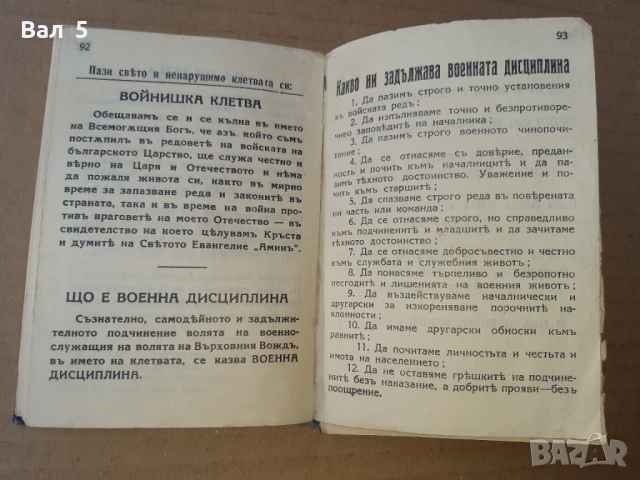 Вал 5
92
Пази свѣто и ненарушимо клетвата си:
ВОЙНИШКА КЛЕТВА
Обещавамъ се и се кълна въ името
на Всемогѫщия Богъ, че азъ, който съмъ
постѫпилъ въ редоветѣ на войската на
българското Царство, ще служа честно и
вѣрно на Царя и Отечеството и нѣма
да пожаля живота си, както въ мирно
време за запазване реда и законитѣ въ
страната, така и въ време на война про-
тивъ враговетѣ на моето Отечество — въ
свидетелство на което цѣлувамъ Кръста
и думитѣ на Свѣтото Евангелие „Аминъ".
ЩО Е ВОЕННА ДИСЦИПЛИНА
Съзнателно, самодѣйното и задължи-
телното подчинение волята на военно-
служащия на волята на Върховния Вождъ,
въ името на клетвата, се казва ВОЕННА
ДИСЦИПЛИНА.
93
Какво ни задължава военната дисциплина
1. Да пазимъ строго и точно установения
въ войската редъ;
2. Да изпълняваме точно и безпротиворе-
чиво заповѣдитѣ на началника;
3. Да пазимъ строго военното чинопочи-
тание;
4. Да се отнасяме съ довѣрие, предан-
ность и почить къмъ началницитѣ и да па-
зимъ тѣхното достоинство. Уважение и по-
чить къмъ старшитѣ;
5. Да спазваме строго реда въ повѣрената
ни часть или команда;
6. Да се отнасяме строго, но справедливо
къмъ подчиненитѣ и младшитѣ и да зачитаме
тѣхното достоинство;
7. Да се отнасяме добросъвестно и честно
къмъ службата и служебния животъ;
8. Да понасяме търпеливо и безропотно
несгодитѣ и лишенията на военния животъ;
9. Да въздействуваме началнически и
другарски за изкореняване порочнитѣ на-
клонности;
10. Да имаме другарски обноски къмъ
равнитѣ;
11. Да почитаме личностьта и честьта и
имота на населението;
12. Да не оставяме грѣшкитѣ на подчине-
нитѣ безъ наказание, а добритѣ прояви—безъ
поощрение.
BAZAR